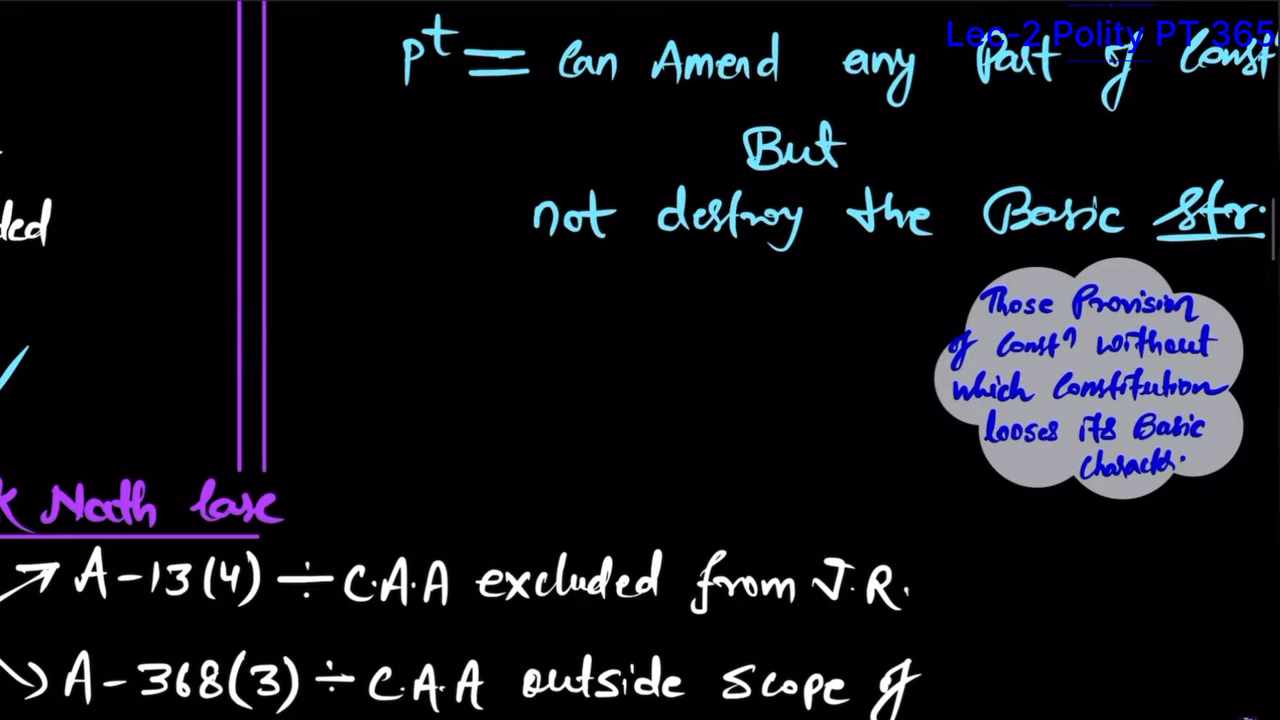 Lec-2 Polity PT 365
Pt = Can Amend any Part of Const
But
not destroy the Basic Str.
ded
Those Provision
of Constn without
which Constitution
looses its Basic
Character.
K Nath Case
→ A-13(4) ÷ C.A.A excluded from J.R.
↘ A-368(3) ÷ C.A.A outside scope of